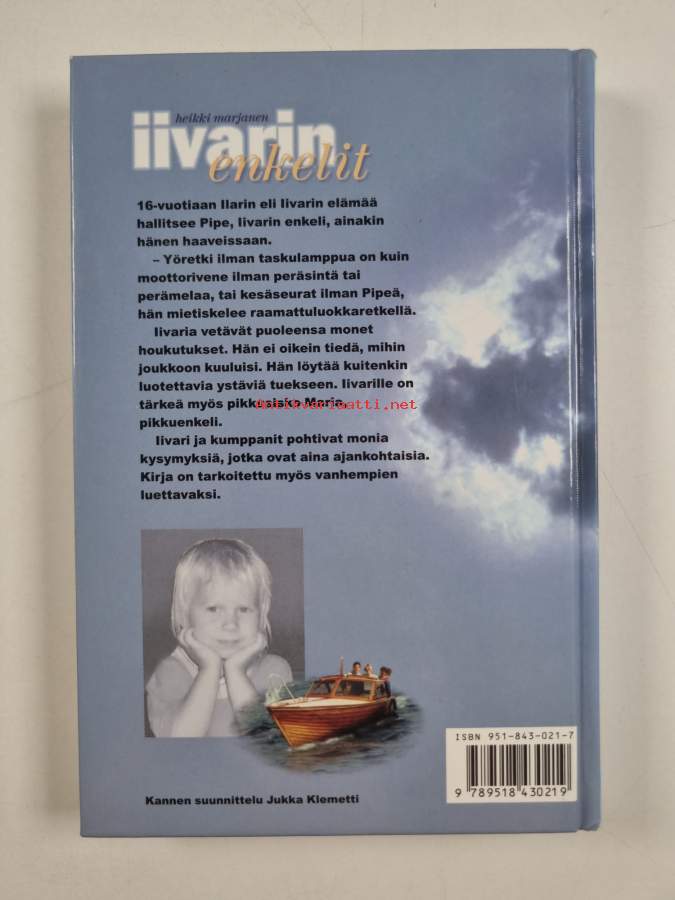 heikki marjanen
iivarin
enkelit
16-vuotiaan Ilarin eli Iivarin elämää
hallitsee Pipe, Iivarin enkeli, ainakin
hänen haaveissaan.
– Yöretki ilman taskulamppua on kuin
moottorivene ilman peräsintä tai
perämelaa, tai kesäseurat ilman Pipeä,
hän mietiskelee raamattuluokkaretkellä.
Iivaria vetävät puoleensa monet
houkutukset. Hän ei oikein tiedä, mihin
joukkoon kuuluisi. Hän löytää kuitenkin
luotettavia ystäviä tuekseen. Iivarille on
tärkeä myös pikkusisko Marja,
Antikvariaatti.net
pikkuenkeli.
Iivari ja kumppanit pohtivat monia
kysymyksiä, jotka ovat aina ajankohtaisia.
Kirja on tarkoitettu myös vanhempien
luettavaksi.
ISBN 951-843-021-7
9 789518 430219
Kannen suunnittelu Jukka Klemetti